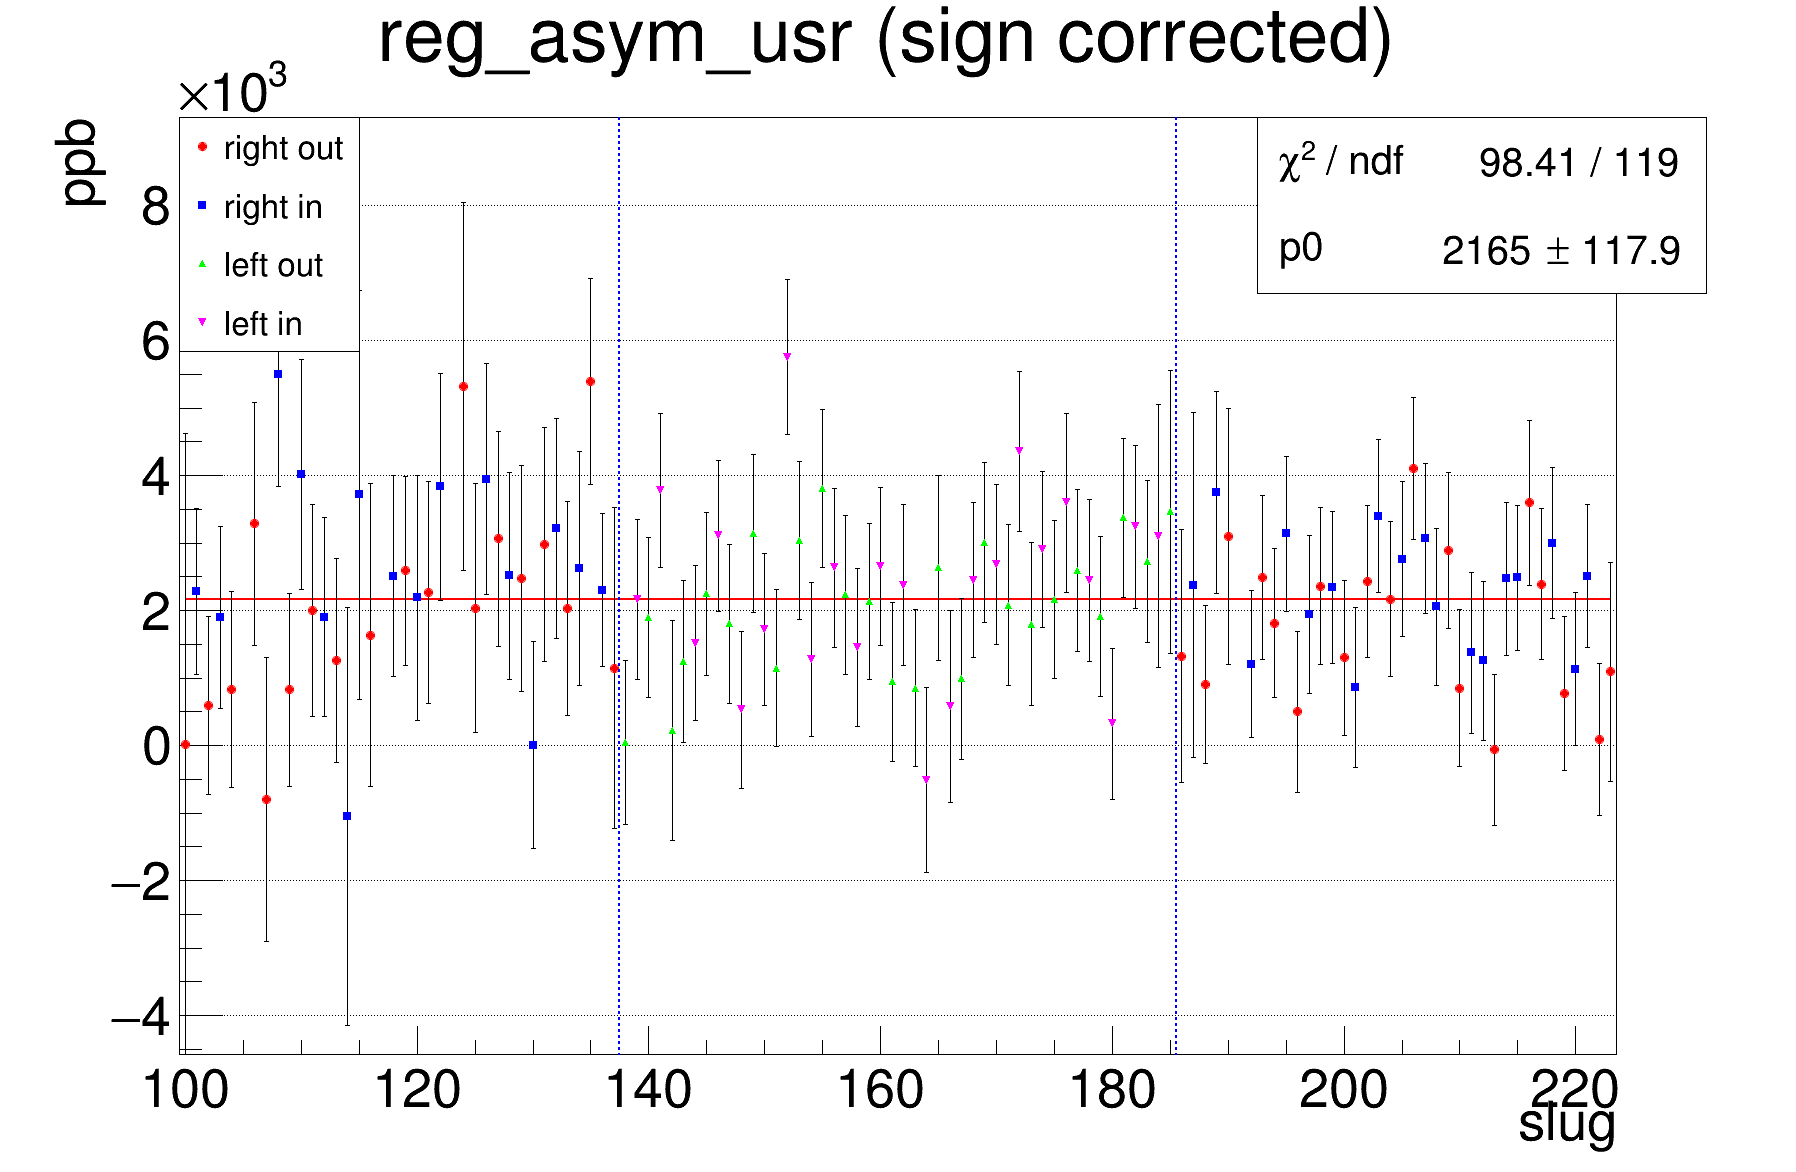 reg_asym_usr (sign corrected)
×10³
ppb
right out
right in
left out
left in
χ² / ndf 98.41 / 119
p0 2165 ± 117.9
8
6
4
2
0
−2
−4
100 120 140 160 180 200 220
slug